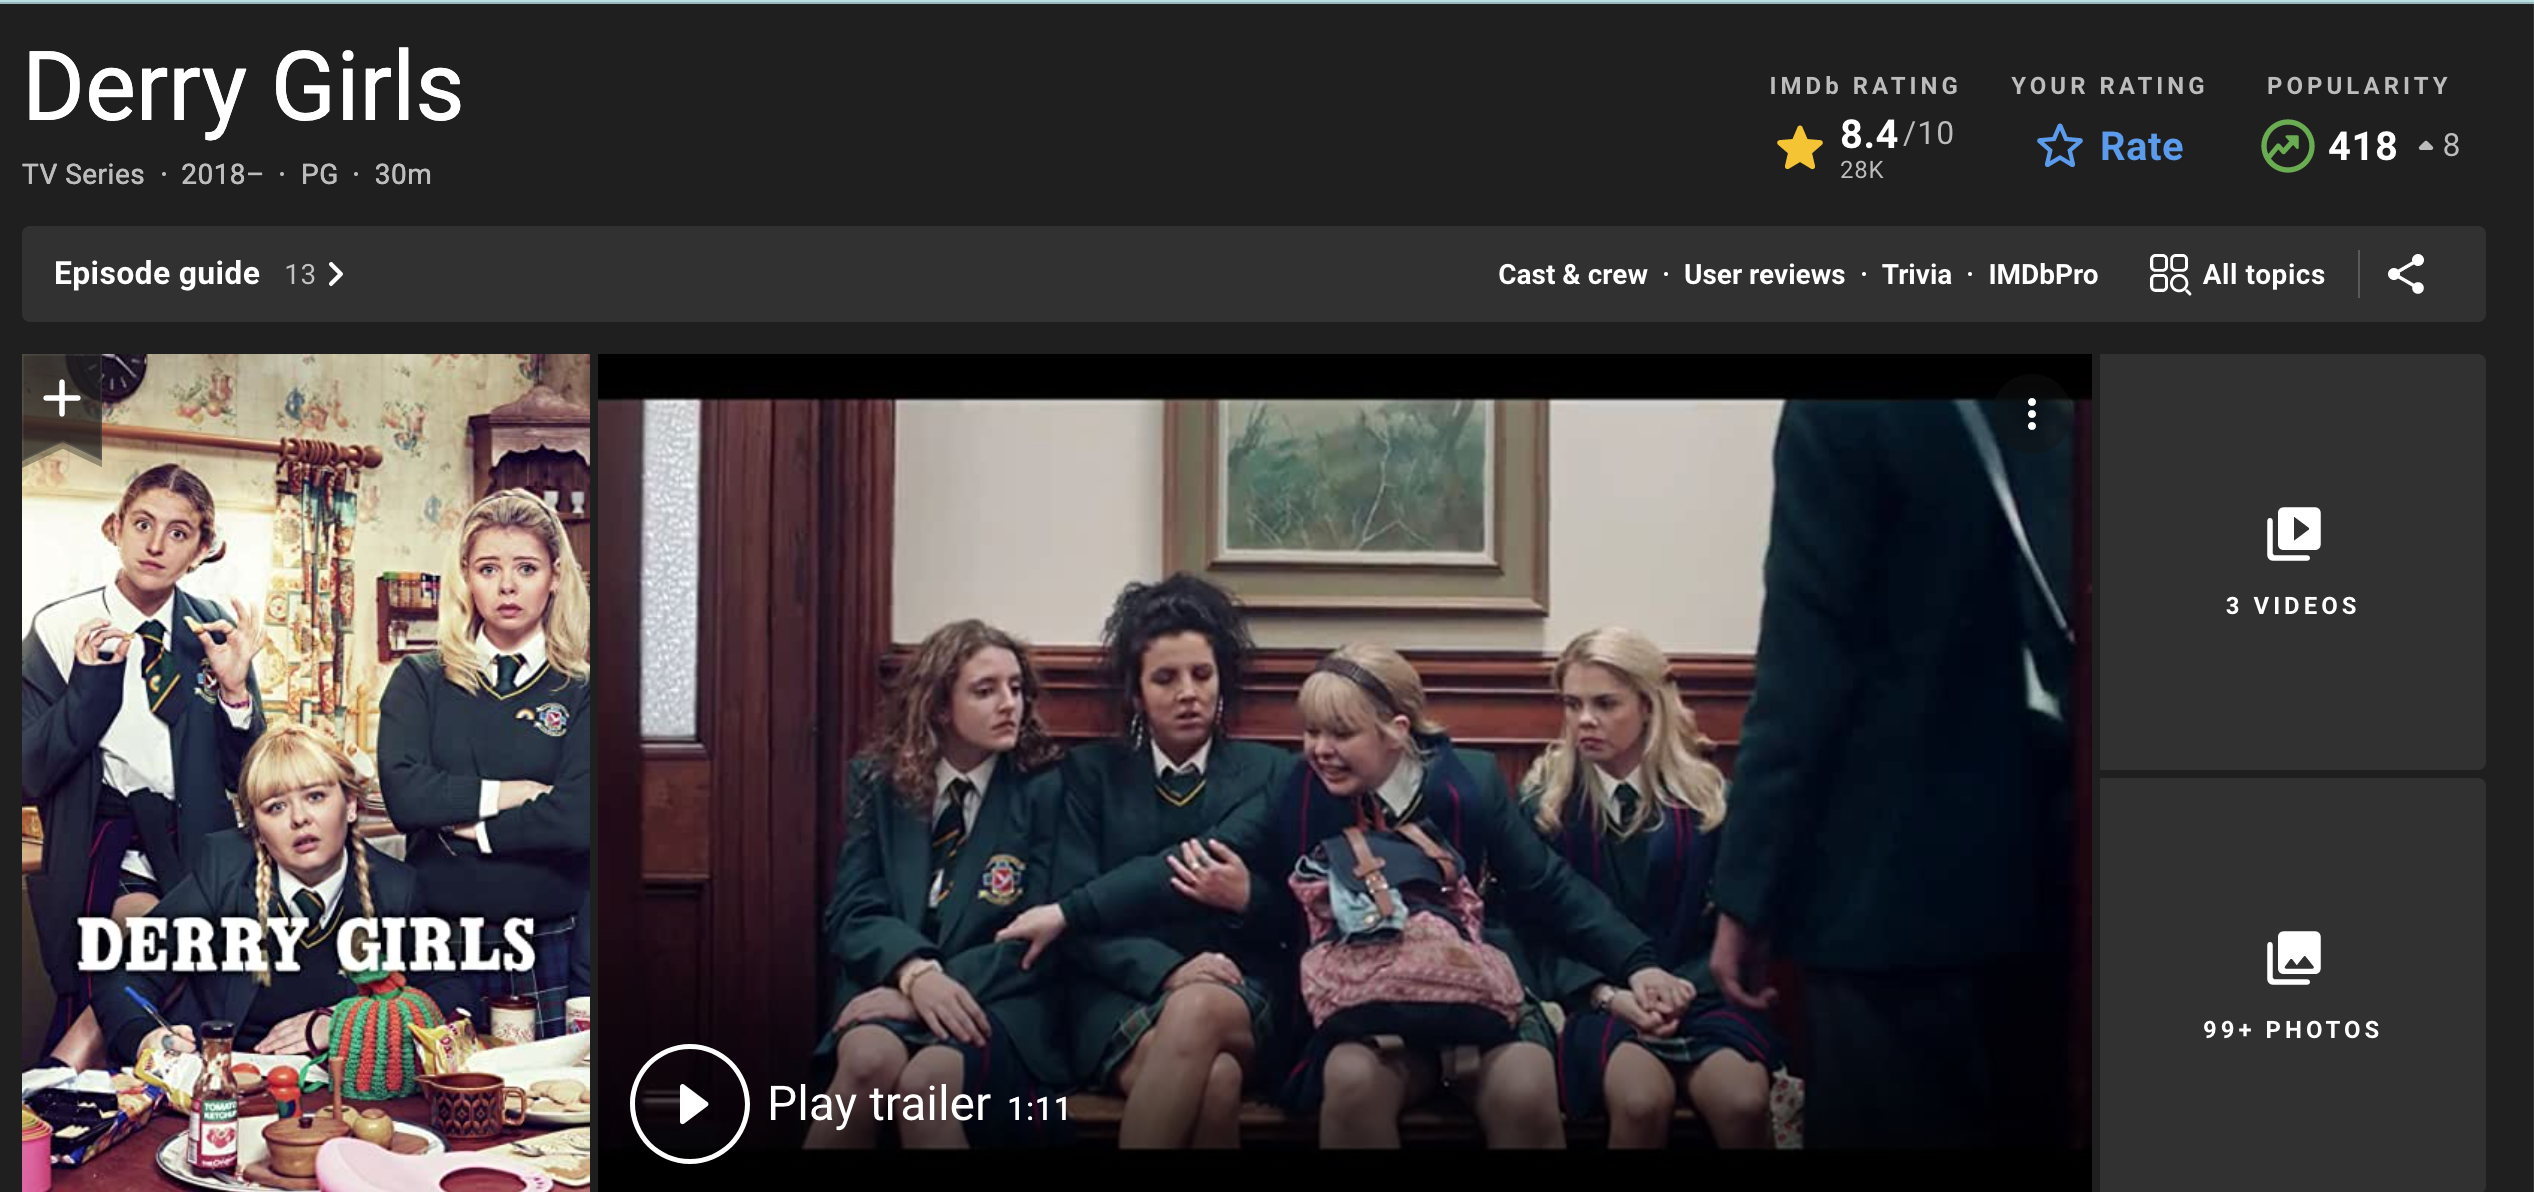 Derry Girls
TV Series · 2018– · PG · 30m
IMDb RATING
8.4/10
28K
YOUR RATING
Rate
POPULARITY
418
8
Episode guide 13
Cast & crew · User reviews · Trivia · IMDbPro
All topics
DERRY GIRLS
TOMATO
KETCHUP
Play trailer 1:11
3 VIDEOS
99+ PHOTOS